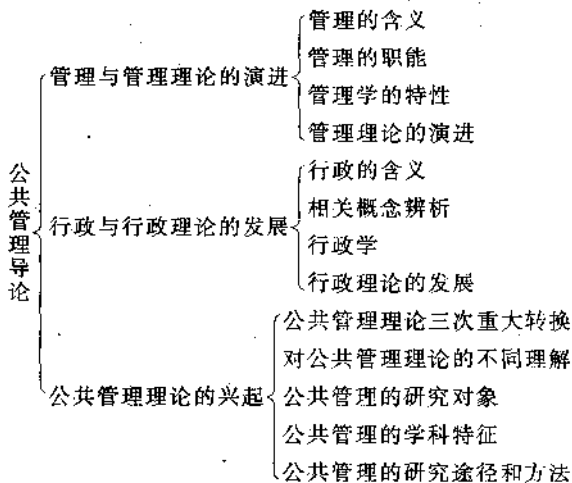 公共管理导论
管理与管理理论的演进
管理的含义
管理的职能
管理学的特性
管理理论的演进
行政与行政理论的发展
行政的含义
相关概念辨析
行政学
行政理论的发展
公共管理理论的兴起
公共管理理论三次重大转换
对公共管理理论的不同理解
公共管理的研究对象
公共管理的学科特征
公共管理的研究途径和方法